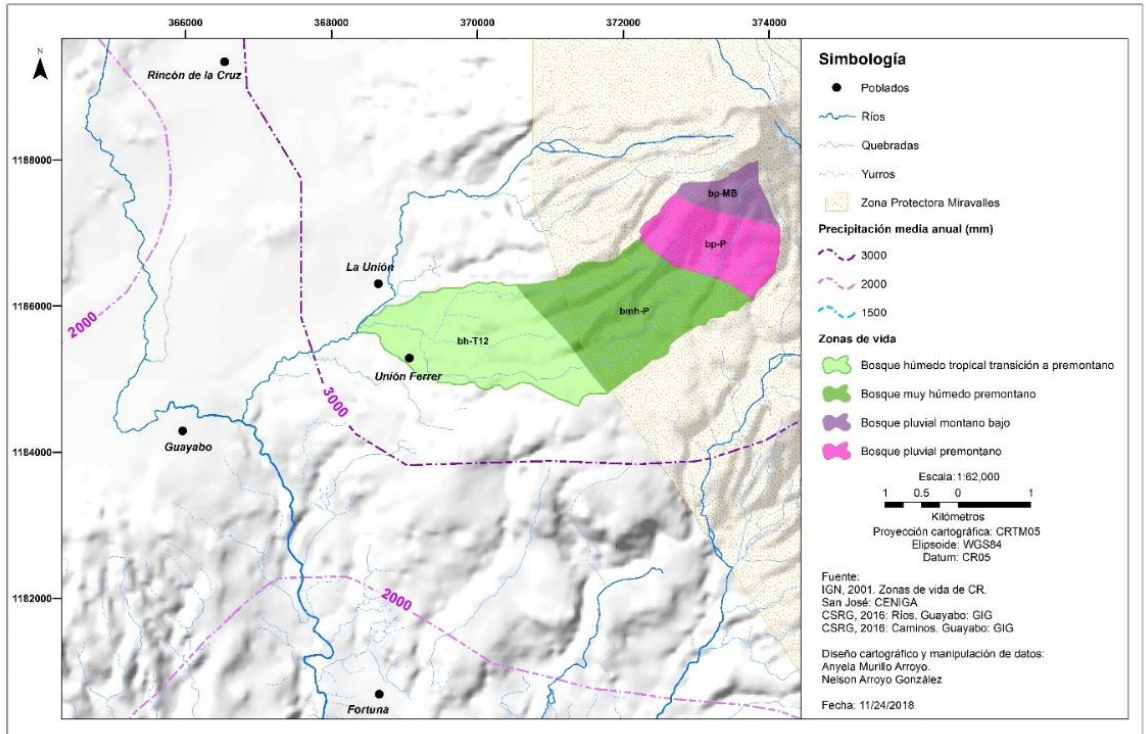 366000 368000 370000 372000 374000
N
1188000
1186000
1184000
1182000
Rincón de la Cruz
bp-MB
bp-P
La Unión
bmh-P
bh-T12
Unión Ferrer
2000
3000
Guayabo
2000
Fortuna
Simbología
Poblados
Ríos
Quebradas
Yurros
Zona Protectora Miravalles
Precipitación media anual (mm)
3000
2000
1500
Zonas de vida
Bosque húmedo tropical transición a premontano
Bosque muy húmedo premontano
Bosque pluvial montano bajo
Bosque pluvial premontano
Escala:1:62,000
1 0.5 0 1
Kilómetros
Proyección cartográfica: CRTM05
Elipsoide: WGS84
Datum: CR05
Fuente:
IGN, 2001. Zonas de vida de CR.
San José: CENIGA
CSRG, 2016: Ríos. Guayabo: GIG
CSRG, 2016: Caminos. Guayabo: GIG
Diseño cartográfico y manipulación de datos:
Anyela Murillo Arroyo.
Nelson Arroyo González
Fecha: 11/24/2018